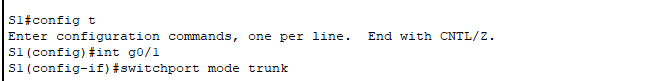 S1#config t
Enter configuration commands, one per line.  End with CNTL/Z.
S1(config)#int g0/1
S1(config-if)#switchport mode trunk